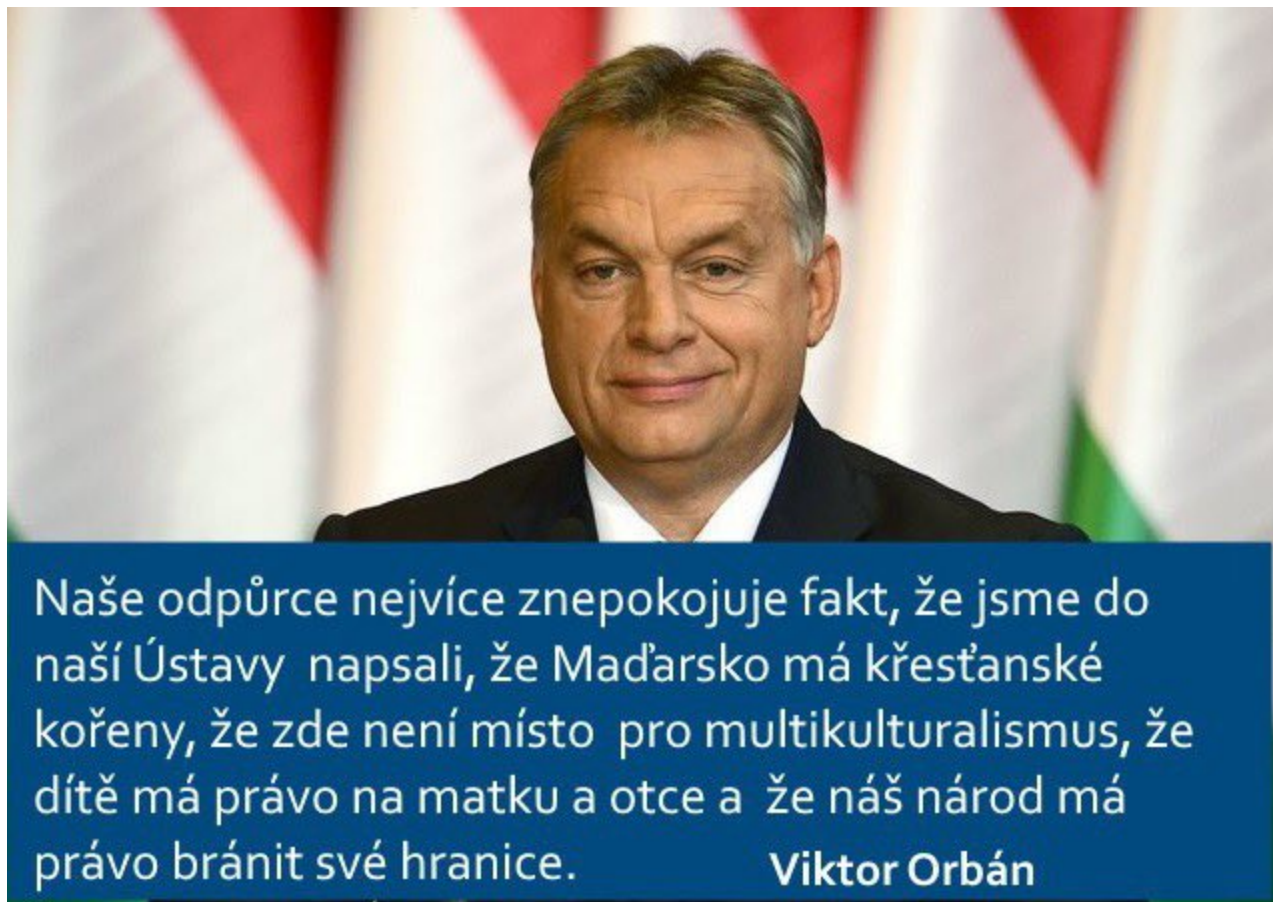 Naše odpůrce nejvíce znepokojuje fakt, že jsme do
naší Ústavy napsali, že Maďarsko má křesťanské
kořeny, že zde není místo pro multikulturalismus, že
dítě má právo na matku a otce a že náš národ má
právo bránit své hranice.
Viktor Orbán